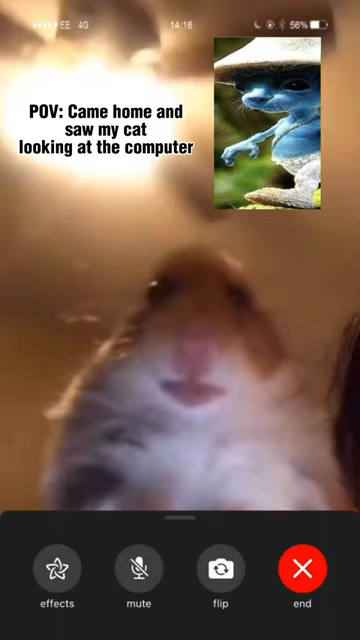 EE 4G 14:16 56%
POV: Came home and
saw my cat
looking at the computer
effects mute flip end